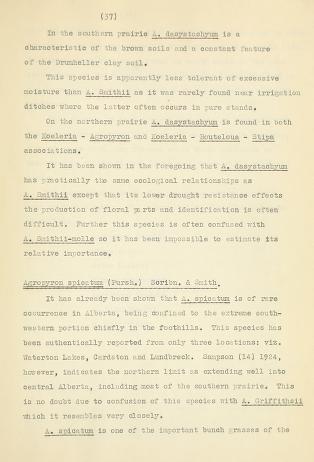 (37)
In the southern prairie A. dasystachyum is a
characteristic of the brown soils and a constant feature
of the Drumheller clay soil.
This species is apparently less tolerant of excessive
moisture than A. Smithii as it was rarely found near irrigation
ditches where the latter often occurs in pure stands.
On the northern prairie A. dasystachyum is found in both
the Koeleria - Agropyron and Koeleria - Bouteloua - Stipa
associations.
It has been shown in the foregoing that A. dasystachyum
has practically the same ecological relationships as
A. Smithii except that its lower drought resistance effects
the production of floral parts and identification is often
difficult. Further this species is often confused with
A. Smithii-molle so it has been impossible to estimate its
relative importance.
Agropyron spicatum (Pursh.) Scribn. & Smith.
It has already been shown that A. spicatum is of rare
occurrence in Alberta, being confined to the extreme south-
western portion chiefly in the foothills. This species has
been authentically reported from only three locations: viz.
Waterton Lakes, Cardston and Lundbreck. Sampson (14) 1924,
however, indicates the northern limit as extending well into
central Alberta, including most of the southern prairie. This
is no doubt due to confusion of this species with A. Griffithsii
which it resembles very closely.
A. spicatum is one of the important bunch grasses of the